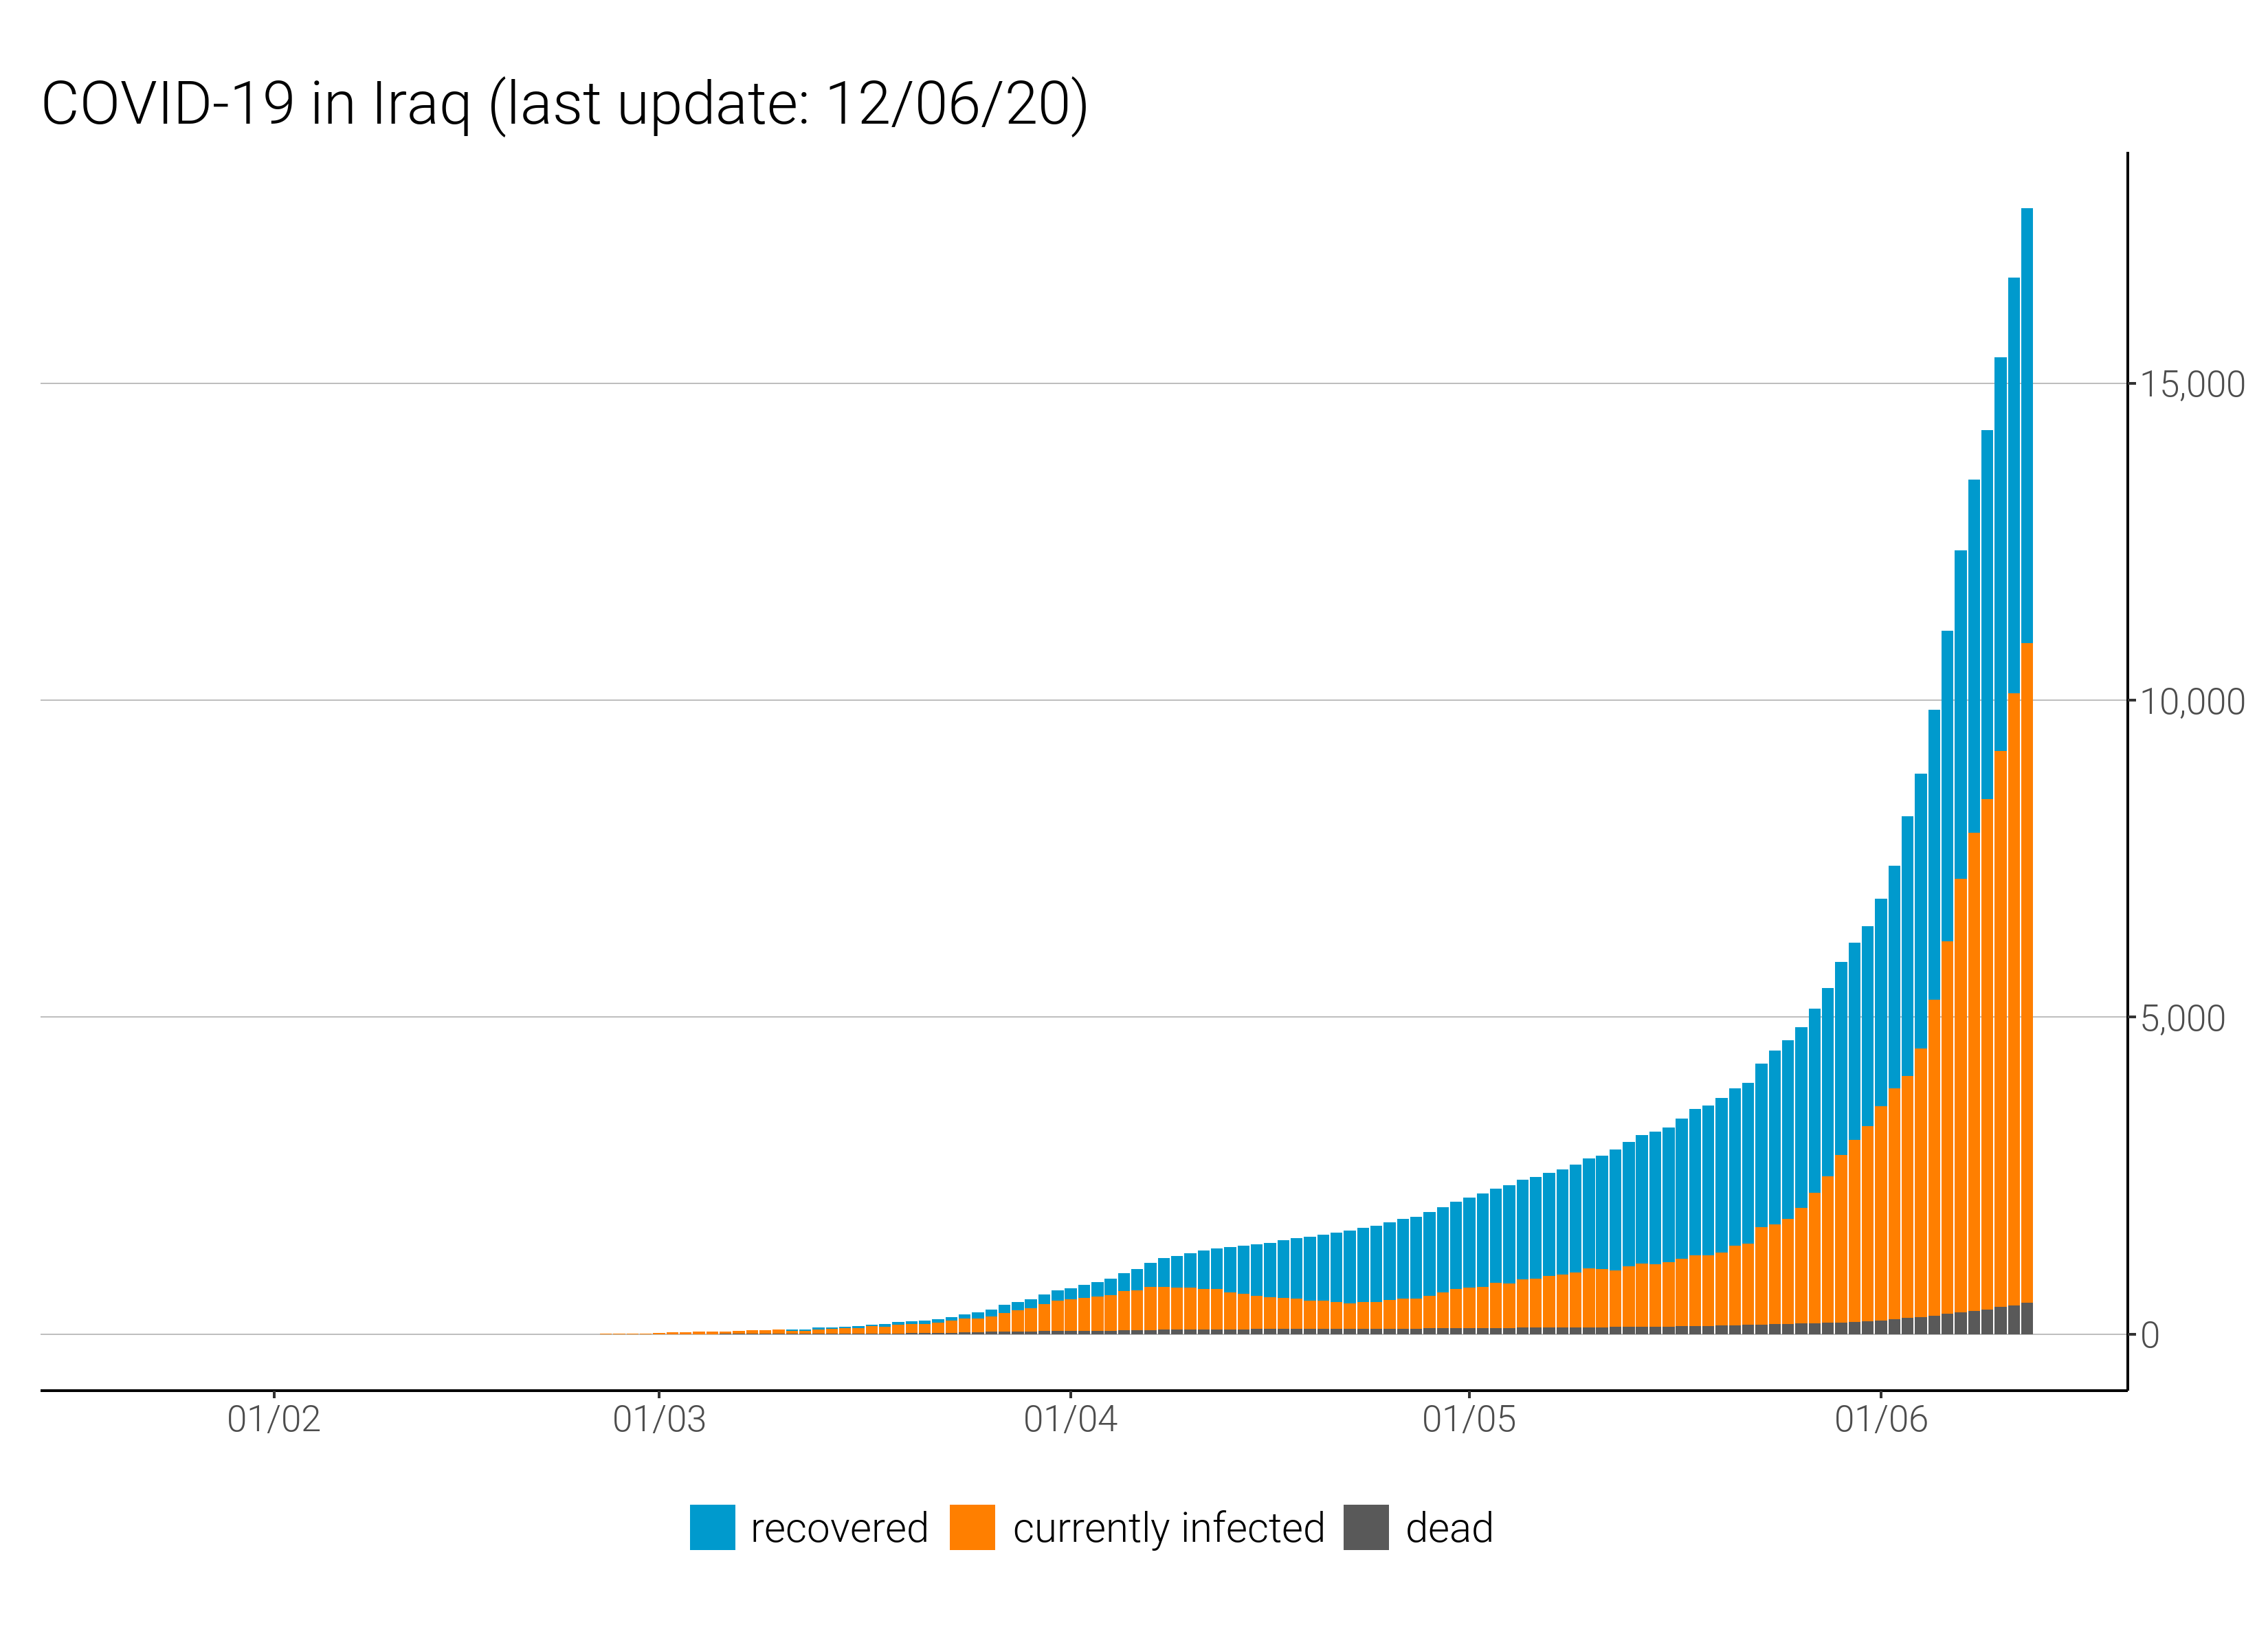 COVID-19 in Iraq (last update: 12/06/20)
15,000
10,000
5,000
0
01/02 01/03 01/04 01/05 01/06
recovered currently infected dead